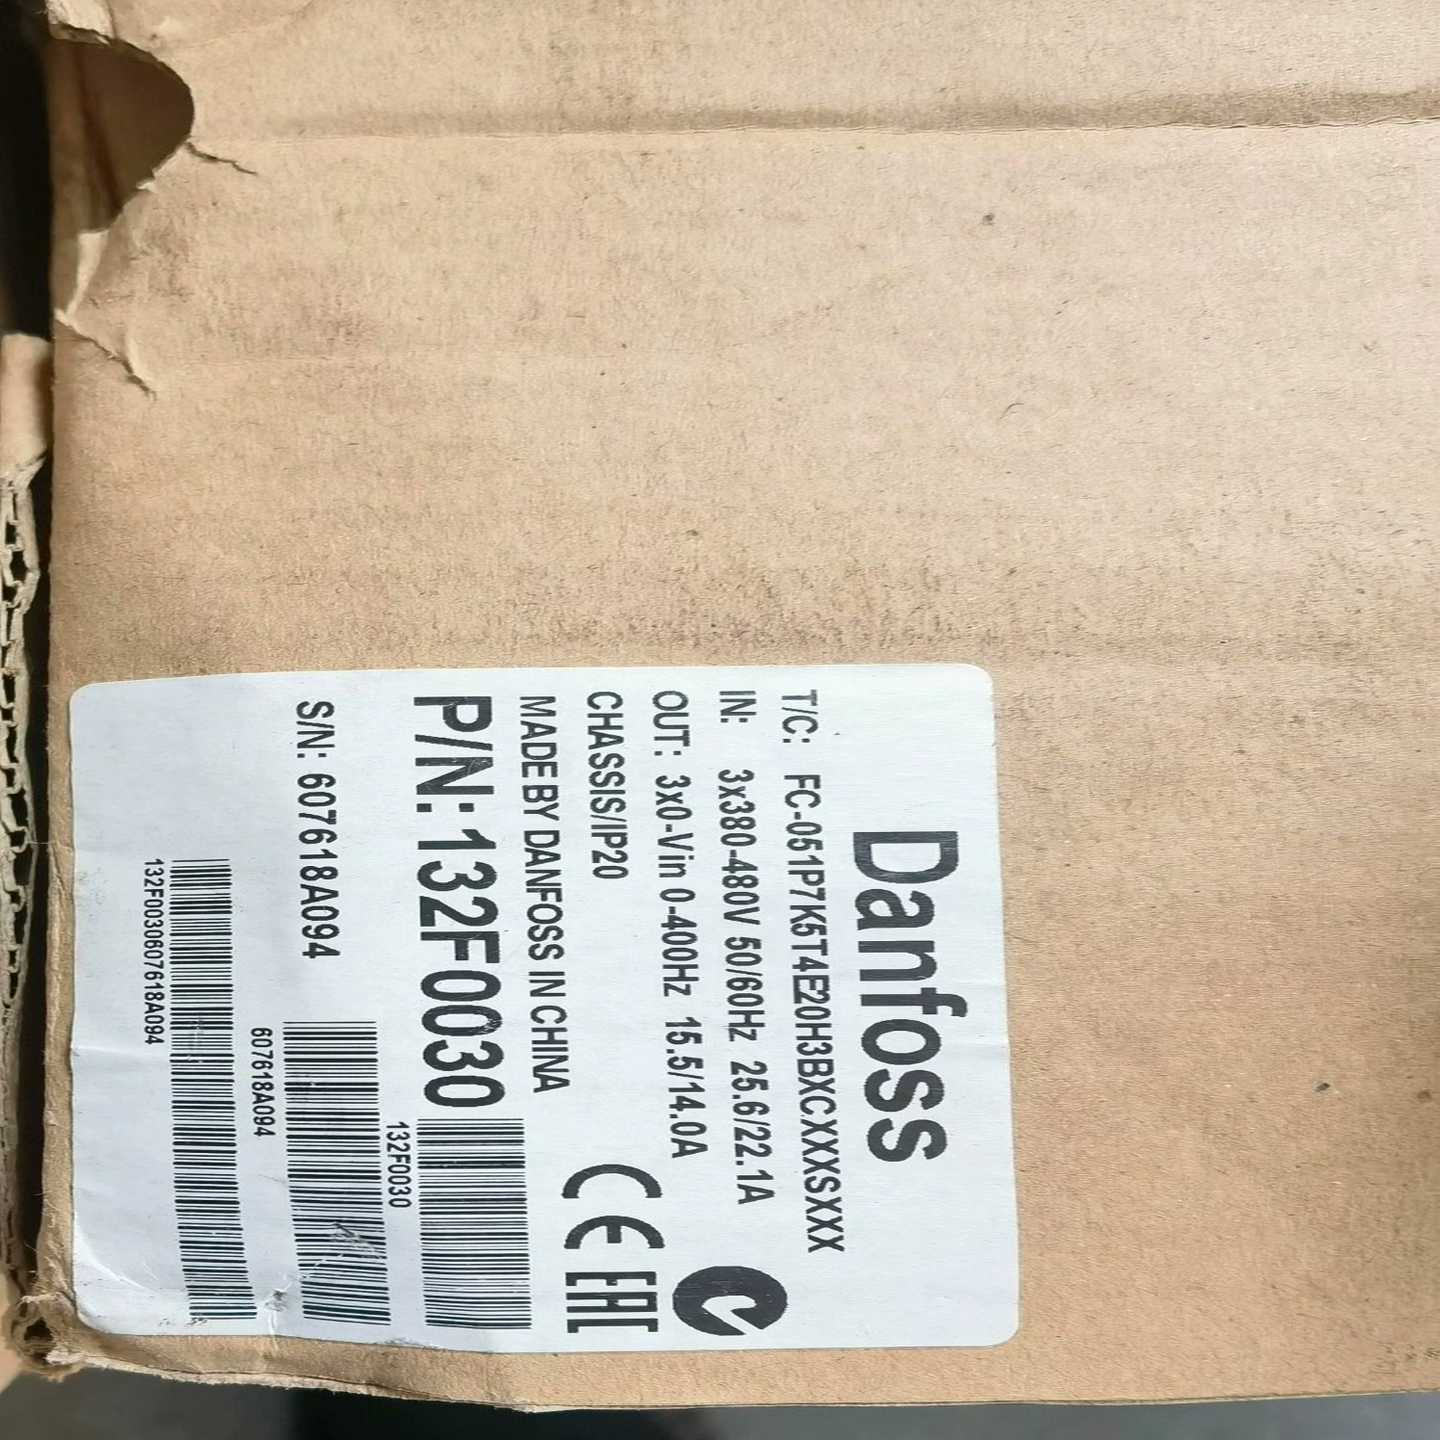 Danfoss
T/C: FC-051P7K5T4E20H3BXCXXXSXXX
IN: 3x380-480V 50/60Hz 25.6/22.1A
OUT: 3x0-Vin 0-400Hz 15.5/14.0A
CHASSIS/IP20
MADE BY DANFOSS IN CHINA
CE EAC
P/N: 132F0030
132F0030
S/N: 607618A094
607618A094
132F0030607618A094